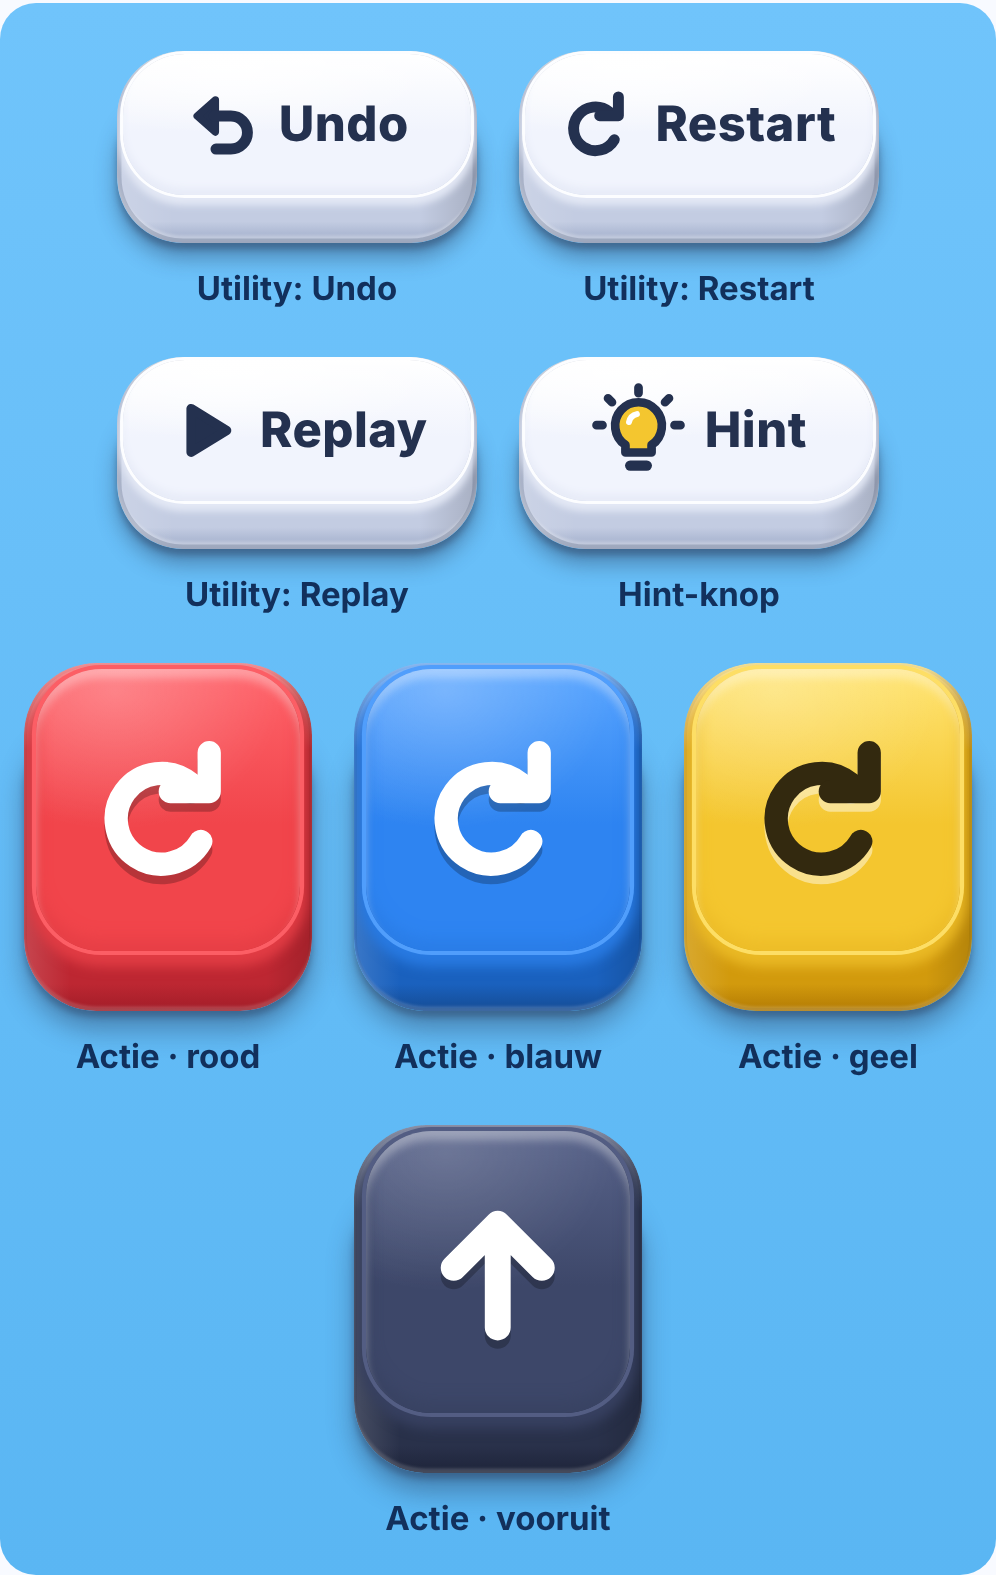 Undo
Restart
Utility: Undo
Utility: Restart
Replay
Hint
Utility: Replay
Hint-knop
Actie · rood
Actie · blauw
Actie · geel
Actie · vooruit